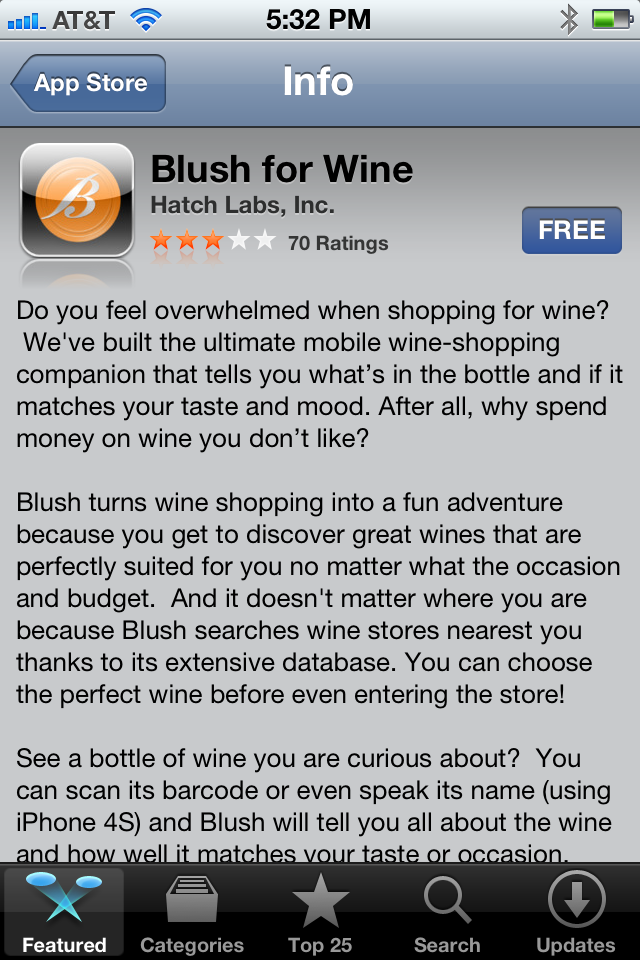 AT&T 5:32 PM
App Store Info
B
Blush for Wine
Hatch Labs, Inc.
70 Ratings
FREE
Do you feel overwhelmed when shopping for wine?
We've built the ultimate mobile wine-shopping
companion that tells you what’s in the bottle and if it
matches your taste and mood. After all, why spend
money on wine you don’t like?
Blush turns wine shopping into a fun adventure
because you get to discover great wines that are
perfectly suited for you no matter what the occasion
and budget.  And it doesn't matter where you are
because Blush searches wine stores nearest you
thanks to its extensive database. You can choose
the perfect wine before even entering the store!
See a bottle of wine you are curious about?  You
can scan its barcode or even speak its name (using
iPhone 4S) and Blush will tell you all about the wine
and how well it matches your taste or occasion.
Featured Categories Top 25 Search Updates